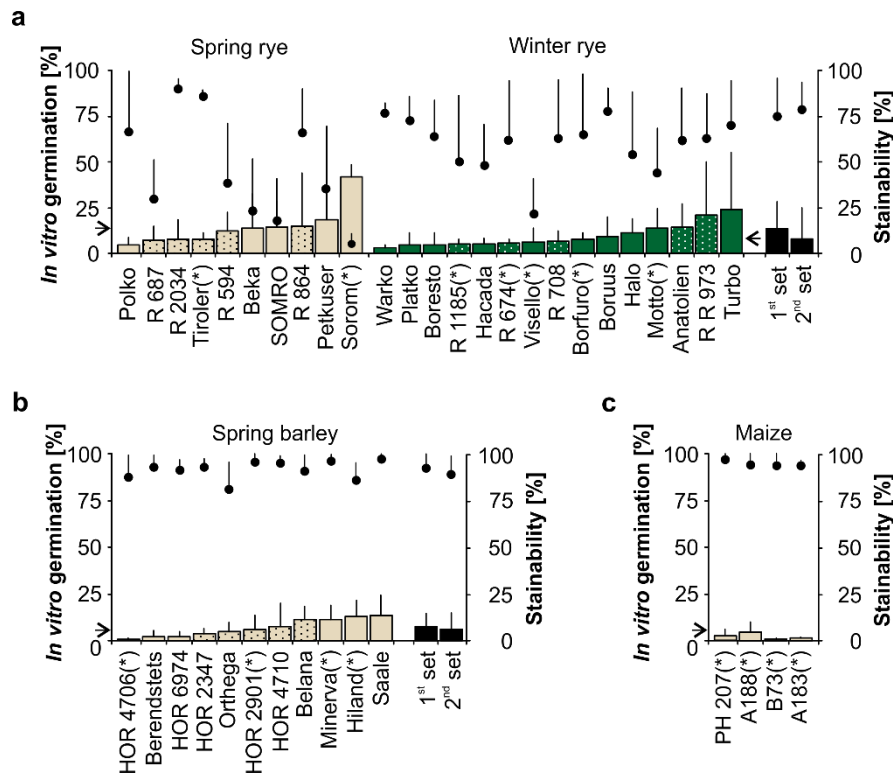 a
Spring rye
Winter rye
In vitro germination [%]
100
75
50
25
0
100
75
50
25
0
Stainability [%]
Polko
R 687
R 2034
Tiroler(*)
R 594
Beka
SOMRO
R 864
Petkuser
Sorom(*)
Warko
Platko
Boresto
R 1185(*)
Hacada
R 674(*)
Visello(*)
R 708
Borfuro(*)
Boruus
Halo
Motto(*)
Anatolien
R R 973
Turbo
1st set
2nd set
b
Spring barley
In vitro germination [%]
100
75
50
25
0
100
75
50
25
0
Stainability [%]
HOR 4706(*)
Berendstets
HOR 6974
HOR 2347
Orthega
HOR 2901(*)
HOR 4710
Belana
Minerva(*)
Hiland(*)
Saale
1st set
2nd set
c
Maize
In vitro germination [%]
100
75
50
25
0
100
75
50
25
0
Stainability [%]
PH 207(*)
A188(*)
B73(*)
A183(*)